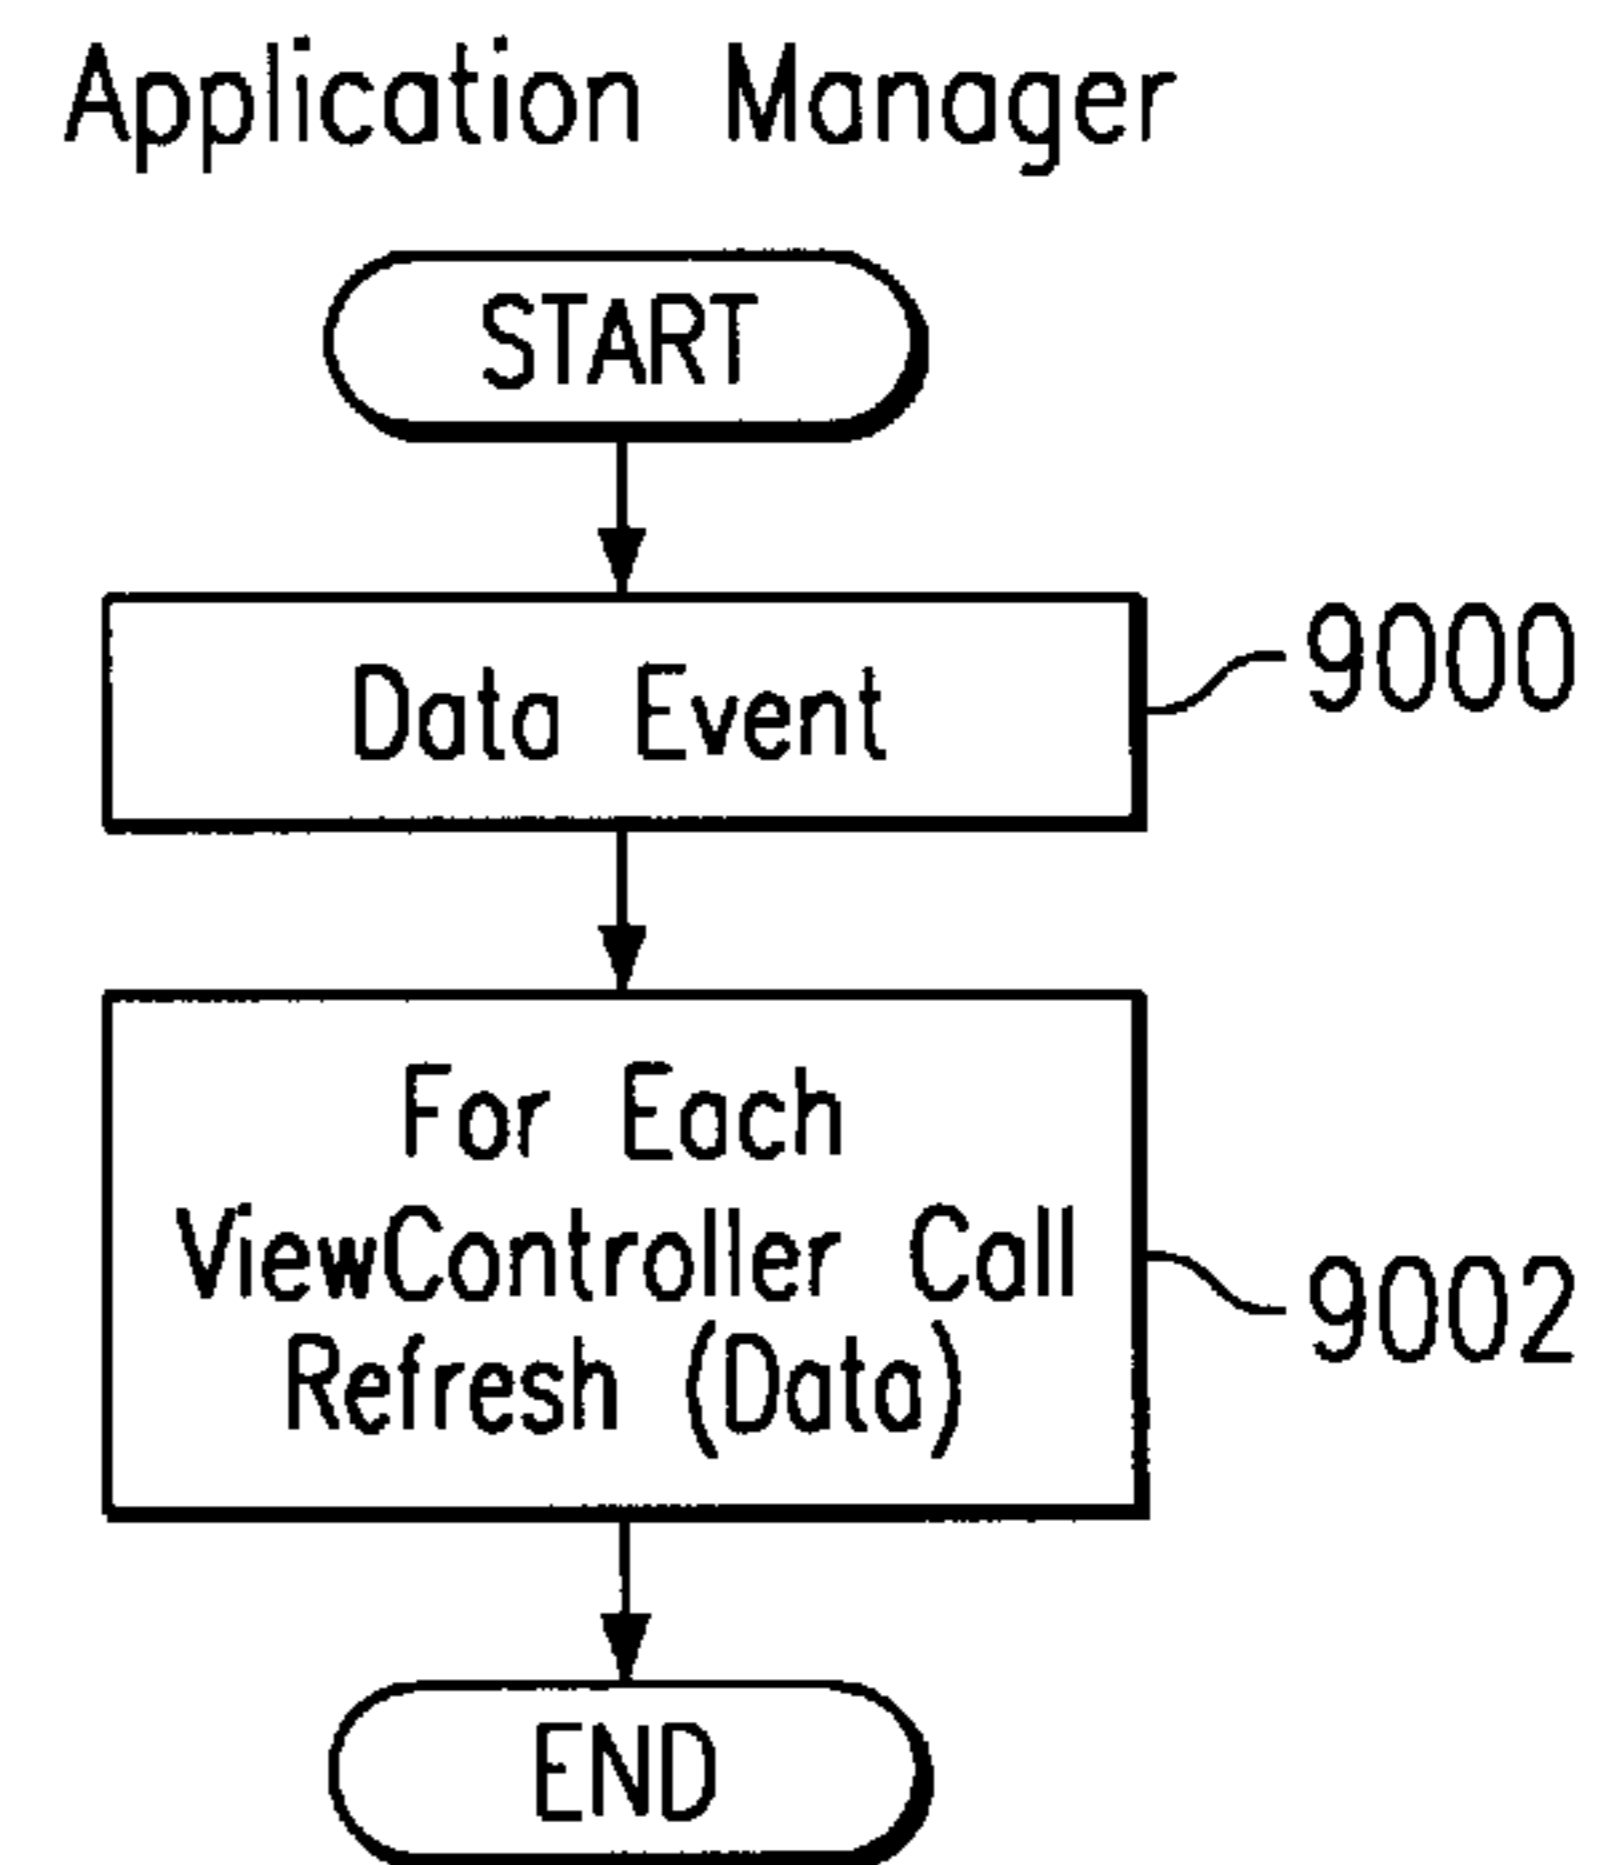 Application Manager
START
Data Event
9000
For Each
ViewController Call
Refresh (Data)
9002
END